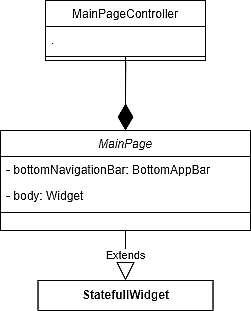 MainPageController
.
MainPage
- bottomNavigationBar: BottomAppBar
- body: Widget
Extends
StatefullWidget